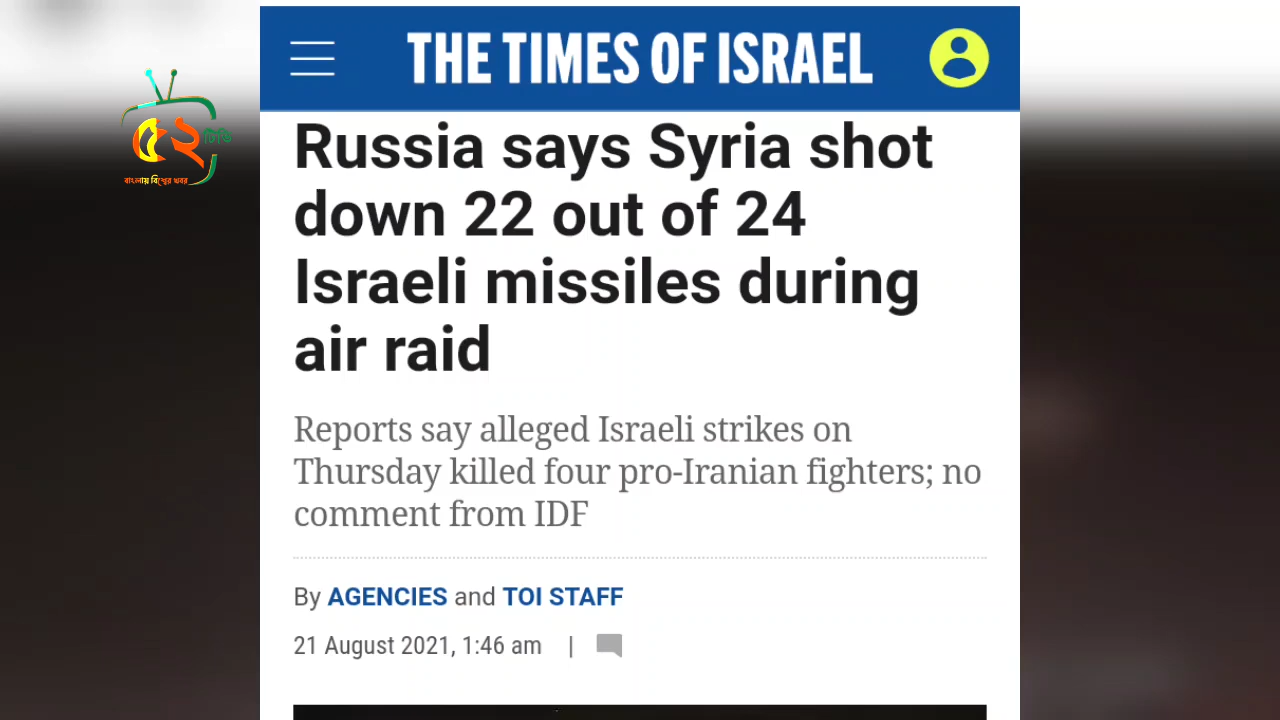 THE TIMES OF ISRAEL
৫২ টিভি
বাংলায় বিশ্বের খবর
Russia says Syria shot
down 22 out of 24
Israeli missiles during
air raid
Reports say alleged Israeli strikes on
Thursday killed four pro-Iranian fighters; no
comment from IDF
By AGENCIES and TOI STAFF
21 August 2021, 1:46 am |